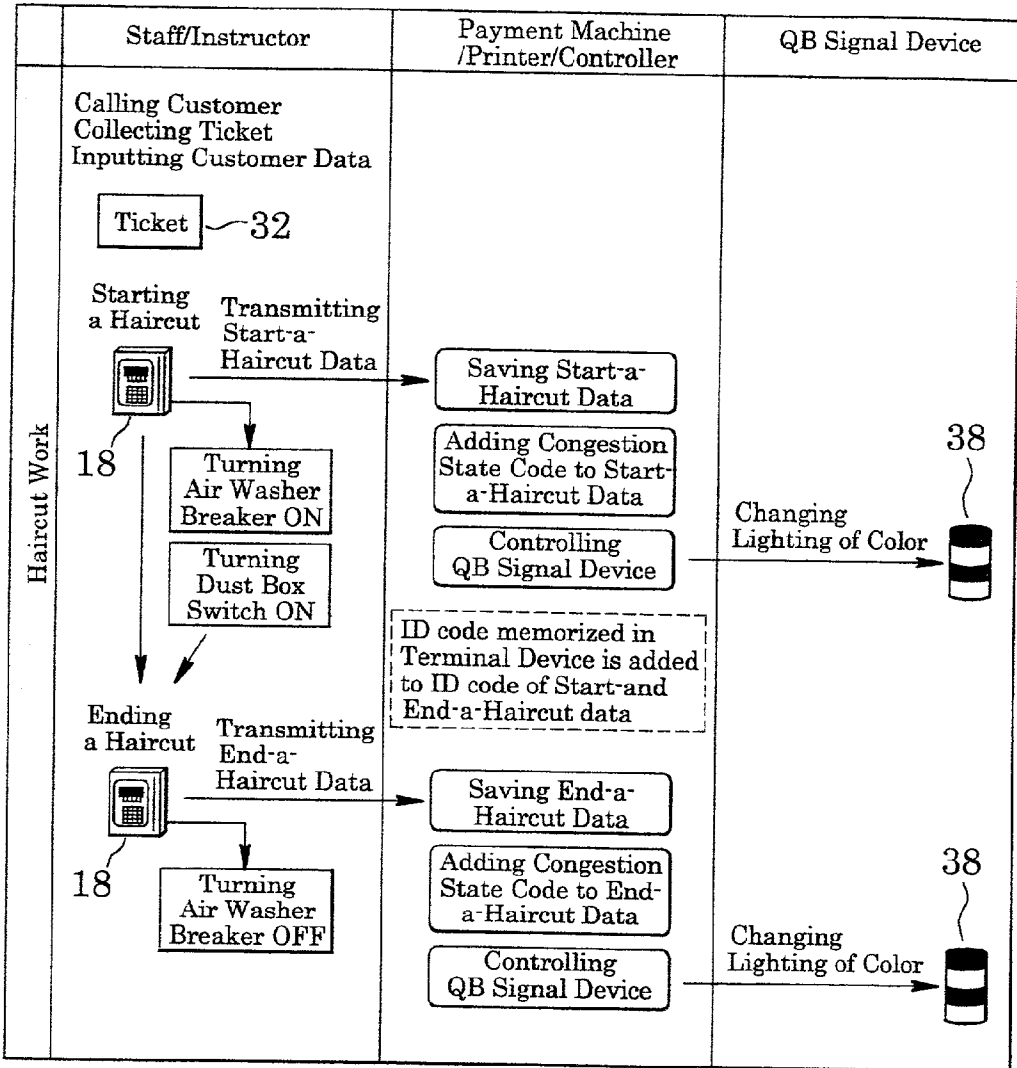 Staff/Instructor
Payment Machine
/Printer/Controller
QB Signal Device
Haircut Work
Calling Customer
Collecting Ticket
Inputting Customer Data
Ticket
32
Starting
a Haircut
Transmitting
Start-a-
Haircut Data
18
Turning
Air Washer
Breaker ON
Turning
Dust Box
Switch ON
Saving Start-a-
Haircut Data
Adding Congestion
State Code to Start-
a-Haircut Data
Controlling
QB Signal Device
Changing
Lighting of Color
38
ID code memorized in
Terminal Device is added
to ID code of Start-and
End-a-Haircut data
Ending
a Haircut
Transmitting
End-a-
Haircut Data
18
Turning
Air Washer
Breaker OFF
Saving End-a-
Haircut Data
Adding Congestion
State Code to End-
a-Haircut Data
Controlling
QB Signal Device
Changing
Lighting of Color
38